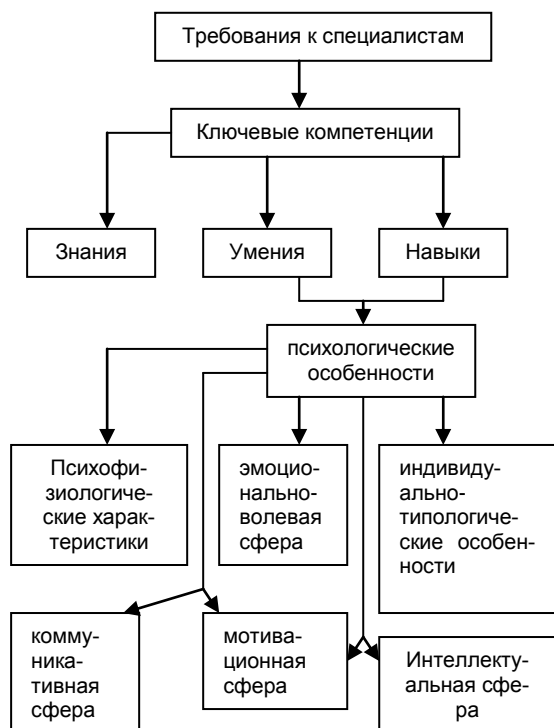 Требования к специалистам
Ключевые компетенции
Знания
Умения
Навыки
психологические
особенности
Психофи-
зиологиче-
ские харак-
теристики
эмоцио-
нально-
волевая
сфера
индивиду-
ально-
типологиче-
ские особен-
ности
комму-
никa-
тивная
сфера
мотива-
ционная
сфера
Интеллекту-
альная сфе-
ра